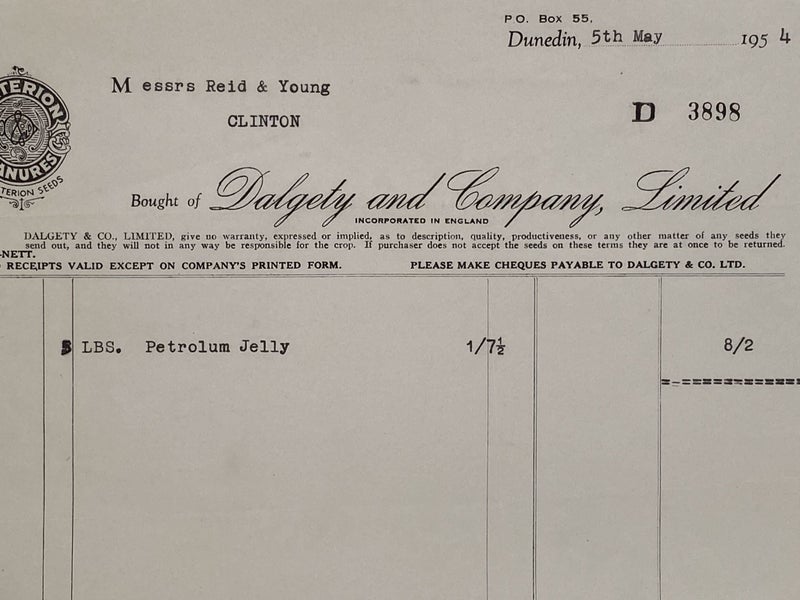 P.O. Box 55,
Dunedin, 5th May 1954
Messrs Reid & Young
CLINTON
D 3898
TERION
ANURES
TERION SEEDS
Bought of Dalgety and Company, Limited
INCORPORATED IN ENGLAND
DALGETY & CO., LIMITED, give no warranty, expressed or implied, as to description, quality, productiveness, or any other matter of any seeds they
send out, and they will not in any way be responsible for the crop. If purchaser does not accept the seeds on these terms they are at once to be returned.
-NETT.
RECEIPTS VALID EXCEPT ON COMPANY'S PRINTED FORM. PLEASE MAKE CHEQUES PAYABLE TO DALGETY & CO. LTD.
5 LBS. Petrolum Jelly 1/7½ 8/2